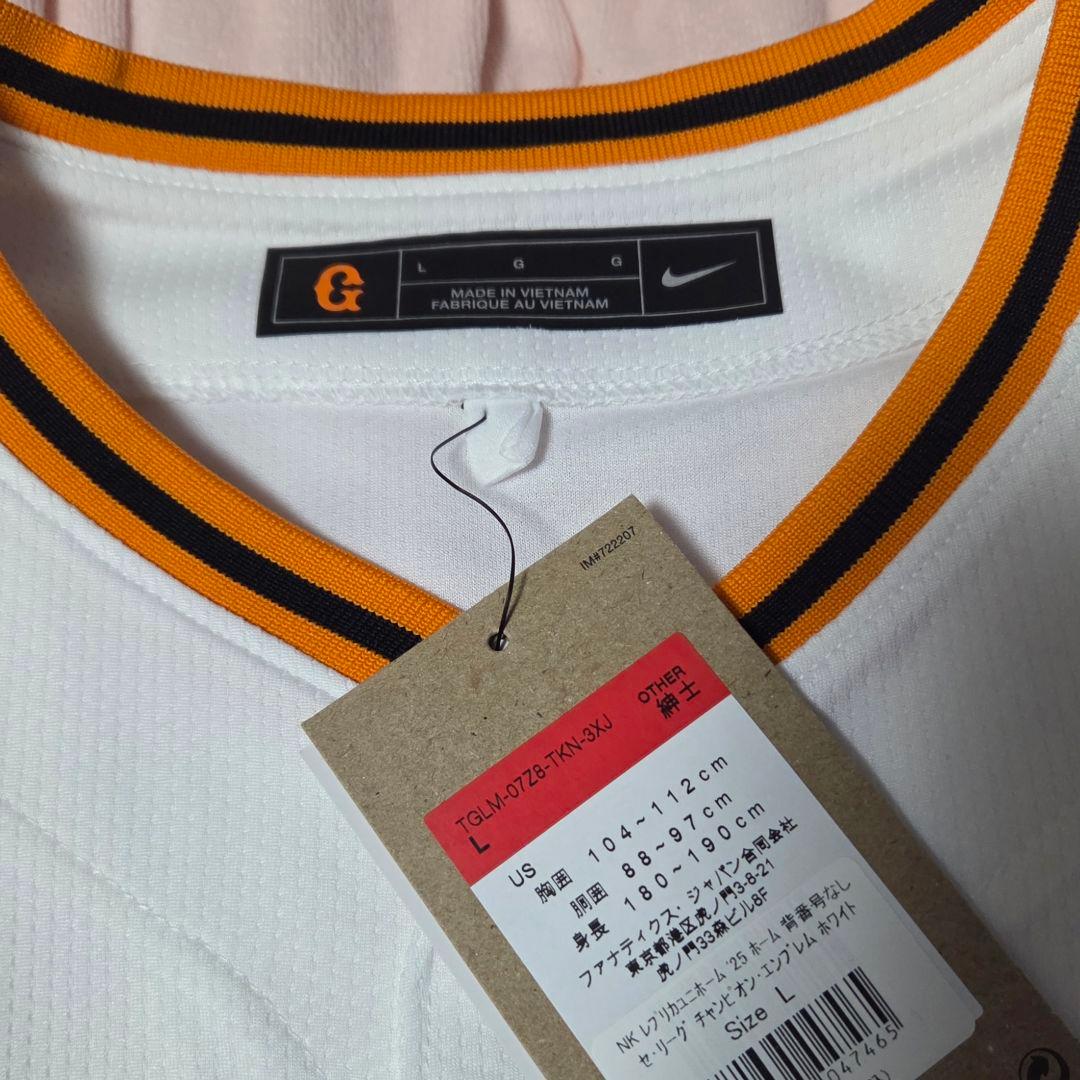 G
L G G
MADE IN VIETNAM
FABRIQUE AU VIETNAM
IM#722207
TGLM-07Z8-TKN-3XJ
OTHER
L
紳士
US
胸囲 104~112cm
胴囲 88~97cm
身長 180~190cm
ファナティクス・ジャパン合同会社
東京都港区虎ノ門3-8-21
虎ノ門33森ビル8F
NK レプリカユニホーム '25 ホーム 背番号なし
セ・リーグ チャンピオン・エンブレム ホワイト
Size L
047465